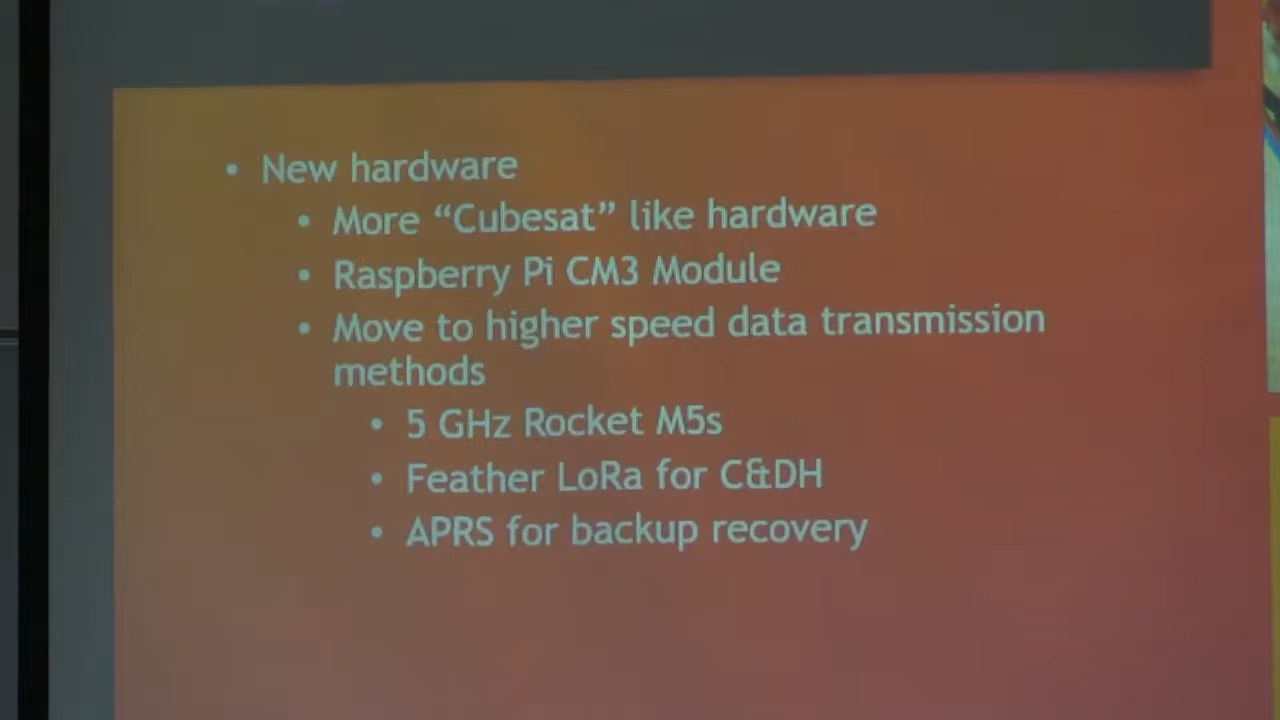 • New hardware
• More “Cubesat” like hardware
• Raspberry Pi CM3 Module
• Move to higher speed data transmission
methods
• 5 GHz Rocket M5s
• Feather LoRa for C&DH
• APRS for backup recovery